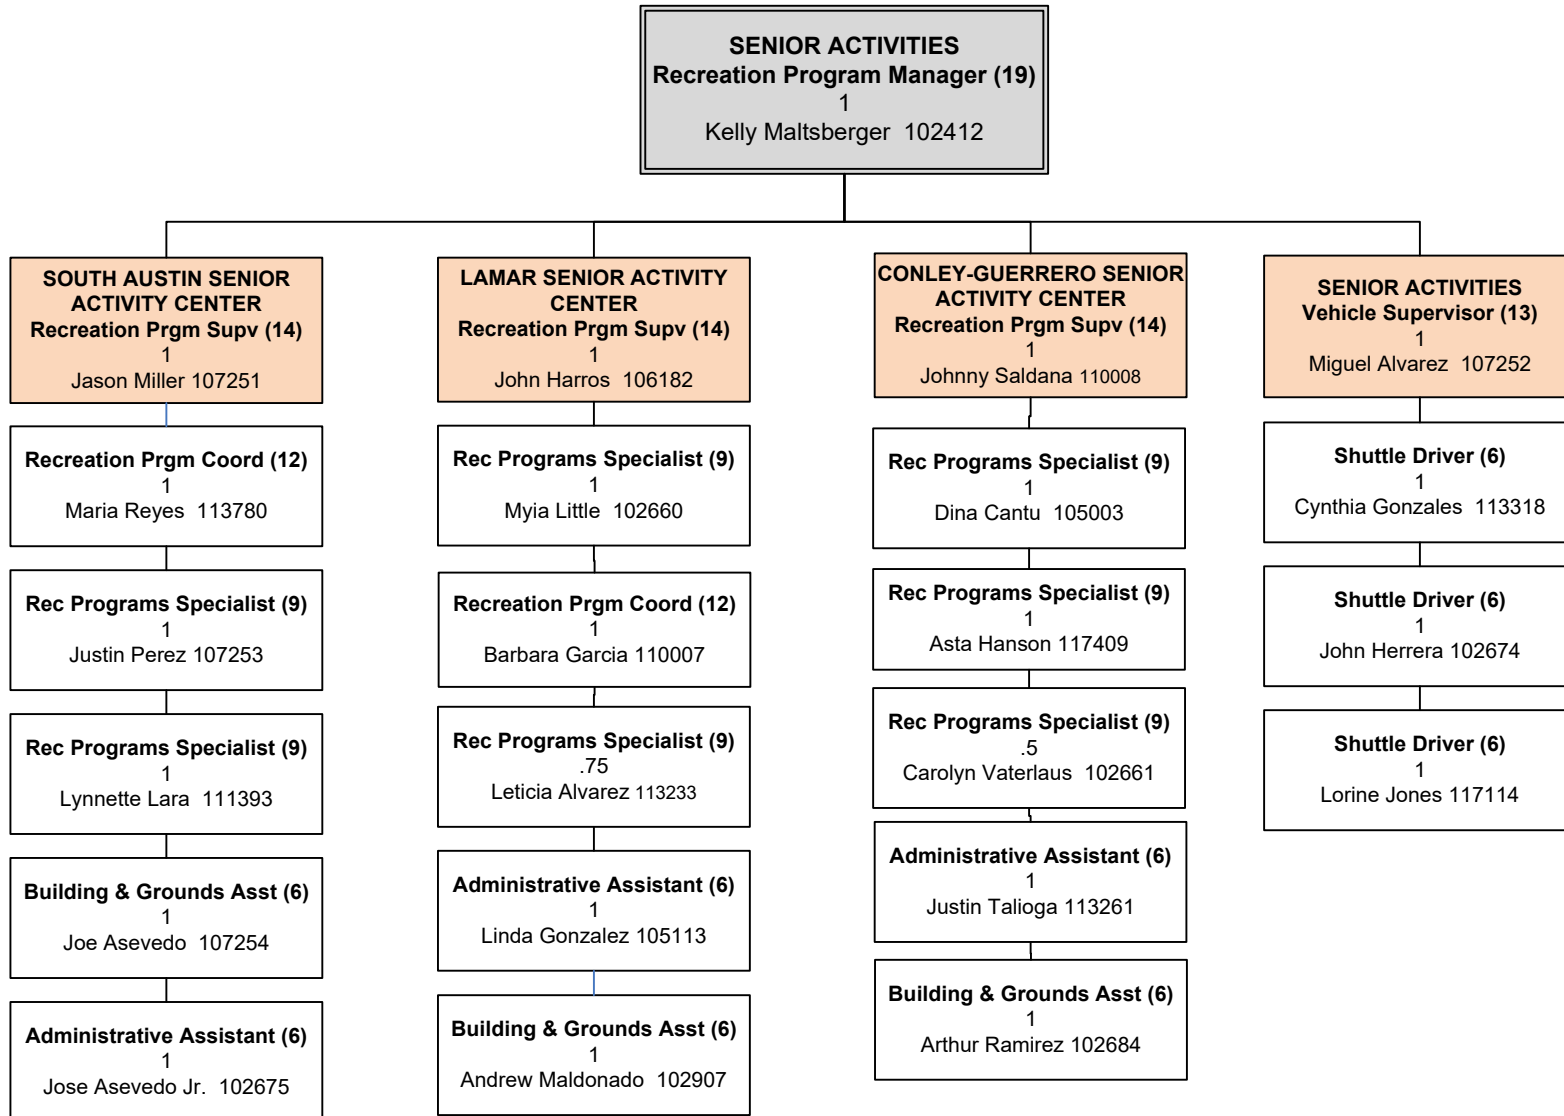 SENIOR ACTIVITIES
Recreation Program Manager (19)
1
Kelly Maltsberger 102412
SOUTH AUSTIN SENIOR
ACTIVITY CENTER
Recreation Prgm Supv (14)
1
Jason Miller 107251
Recreation Prgm Coord (12)
1
Maria Reyes 113780
Rec Programs Specialist (9)
1
Justin Perez 107253
Rec Programs Specialist (9)
1
Lynnette Lara 111393
Building & Grounds Asst (6)
1
Joe Asevedo 107254
Administrative Assistant (6)
1
Jose Asevedo Jr. 102675
LAMAR SENIOR ACTIVITY
CENTER
Recreation Prgm Supv (14)
1
John Harros 106182
Rec Programs Specialist (9)
1
Myia Little 102660
Recreation Prgm Coord (12)
1
Barbara Garcia 110007
Rec Programs Specialist (9)
.75
Leticia Alvarez 113233
Administrative Assistant (6)
1
Linda Gonzalez 105113
Building & Grounds Asst (6)
1
Andrew Maldonado 102907
CONLEY-GUERRERO SENIOR
ACTIVITY CENTER
Recreation Prgm Supv (14)
1
Johnny Saldana 110008
Rec Programs Specialist (9)
1
Dina Cantu 105003
Rec Programs Specialist (9)
1
Asta Hanson 117409
Rec Programs Specialist (9)
.5
Carolyn Vaterlaus 102661
Administrative Assistant (6)
1
Justin Talioga 113261
Building & Grounds Asst (6)
1
Arthur Ramirez 102684
SENIOR ACTIVITIES
Vehicle Supervisor (13)
1
Miguel Alvarez 107252
Shuttle Driver (6)
1
Cynthia Gonzales 113318
Shuttle Driver (6)
1
John Herrera 102674
Shuttle Driver (6)
1
Lorine Jones 117114